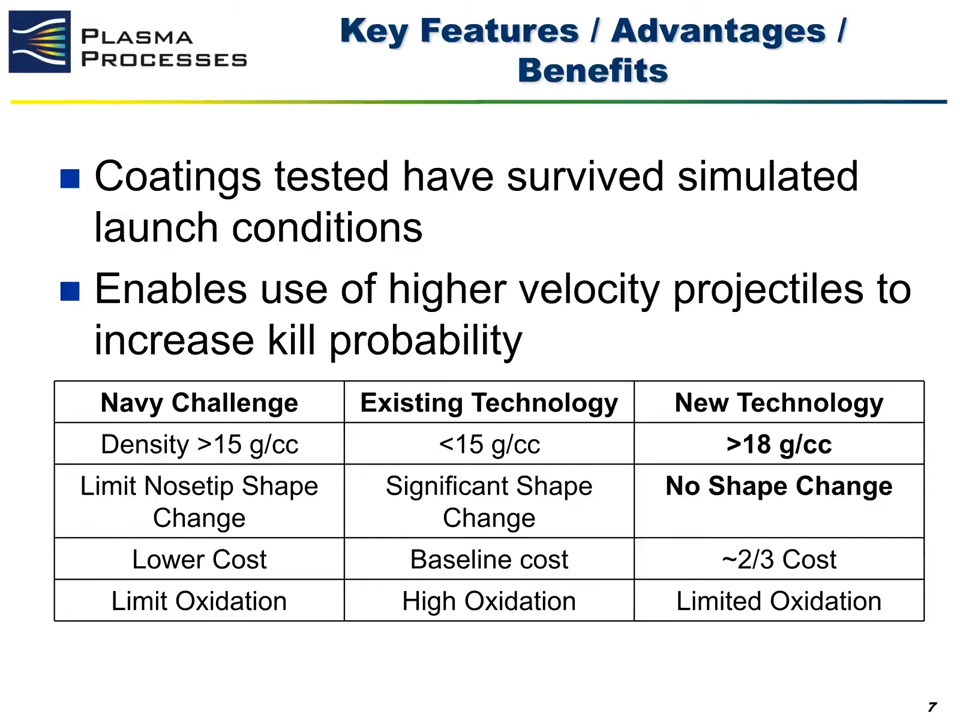 PLASMA
PROCESSES
Key Features / Advantages /
Benefits
Coatings tested have survived simulated
launch conditions
Enables use of higher velocity projectiles to
increase kill probability
Navy Challenge Existing Technology New Technology
Density >15 g/cc <15 g/cc >18 g/cc
Limit Nosetip Shape Significant Shape No Shape Change
Change Change
Lower Cost Baseline cost ~2/3 Cost
Limit Oxidation High Oxidation Limited Oxidation
7